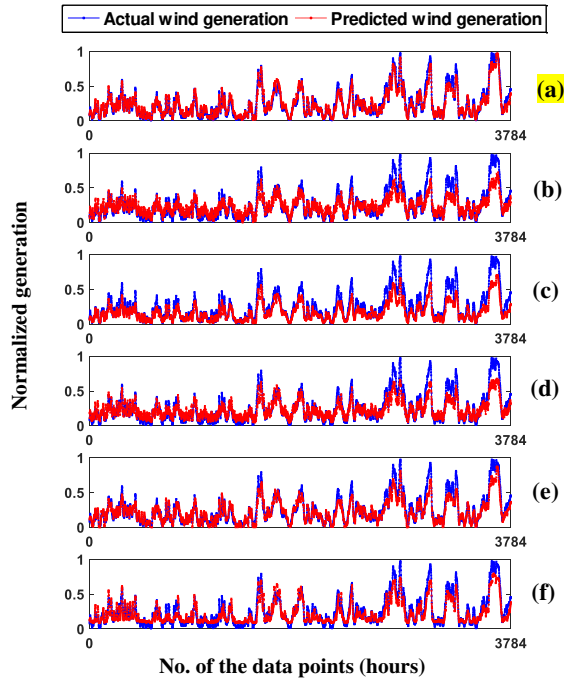 Actual wind generation Predicted wind generation
1
0.5
0
0 3784
(a)
1
0.5
0
0 3784
(b)
1
0.5
0
0 3784
(c)
1
0.5
0
0 3784
(d)
1
0.5
0
0 3784
(e)
1
0.5
0
0 3784
(f)
Normalized generation
No. of the data points (hours)